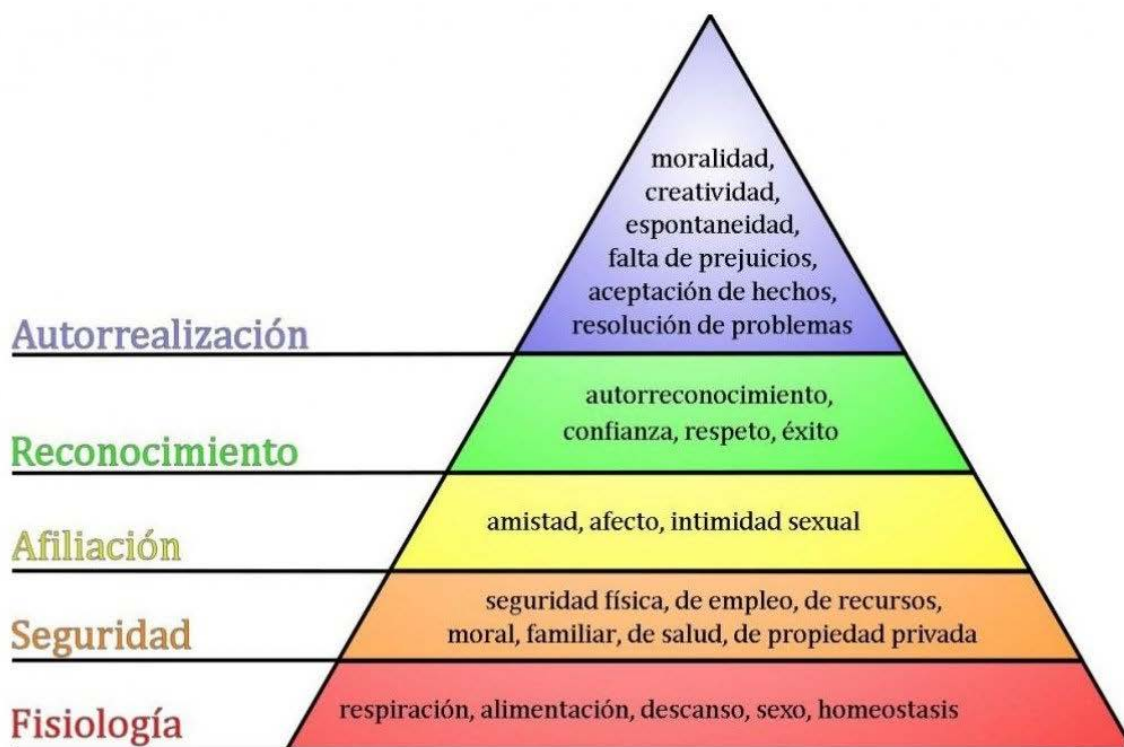 moralidad,
creatividad,
espontaneidad,
falta de prejuicios,
aceptación de hechos,
resolución de problemas
Autorrealización
autorreconocimiento,
confianza, respeto, éxito
Reconocimiento
amistad, afecto, intimidad sexual
Afiliación
seguridad física, de empleo, de recursos,
moral, familiar, de salud, de propiedad privada
Seguridad
respiración, alimentación, descanso, sexo, homeostasis
Fisiología